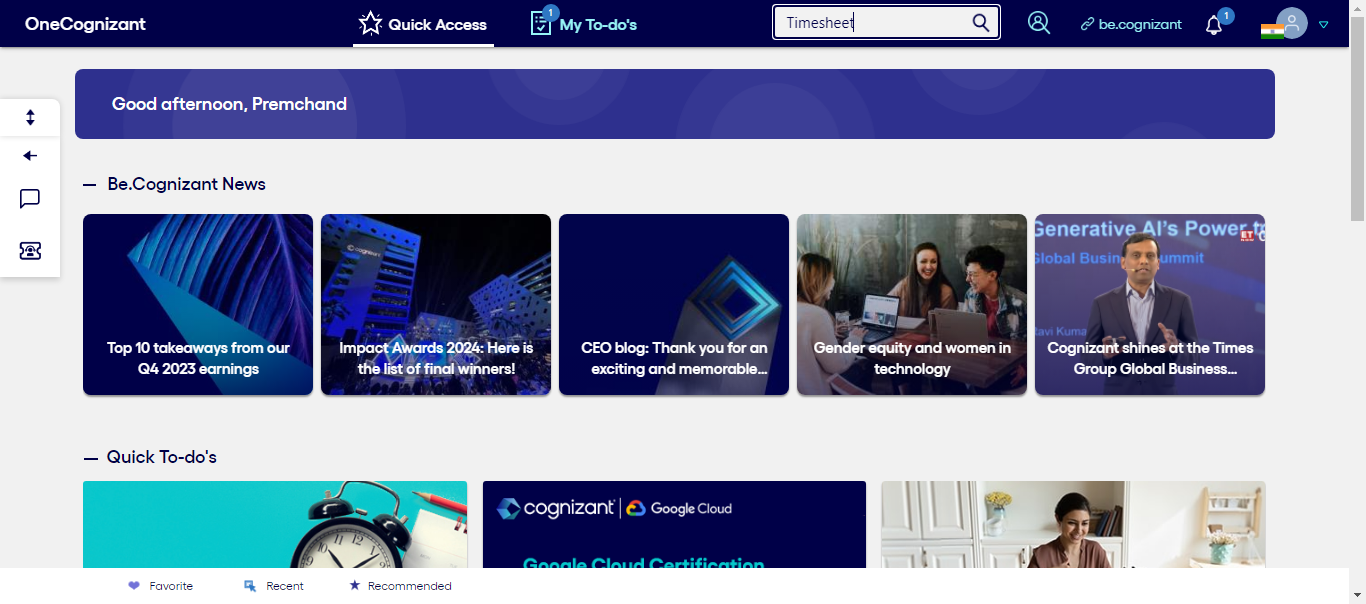 OneCognizant
Quick Access
1
My To-do's
Timesheet
be.cognizant
1
Good afternoon, Premchand
Be.Cognizant News
Top 10 takeaways from our
Q4 2023 earnings
cognizant
Impact Awards 2024: Here is
the list of final winners!
CEO blog: Thank you for an
exciting and memorable...
Gender equity and women in
technology
Generative AI's Power to
ET
NOW
Global Business Summit
Ravi Kuma
Cognizant shines at the Times
Group Global Business...
Quick To-do's
cognizant | Google Cloud
Google Cloud Certification
Favorite
Recent
Recommended